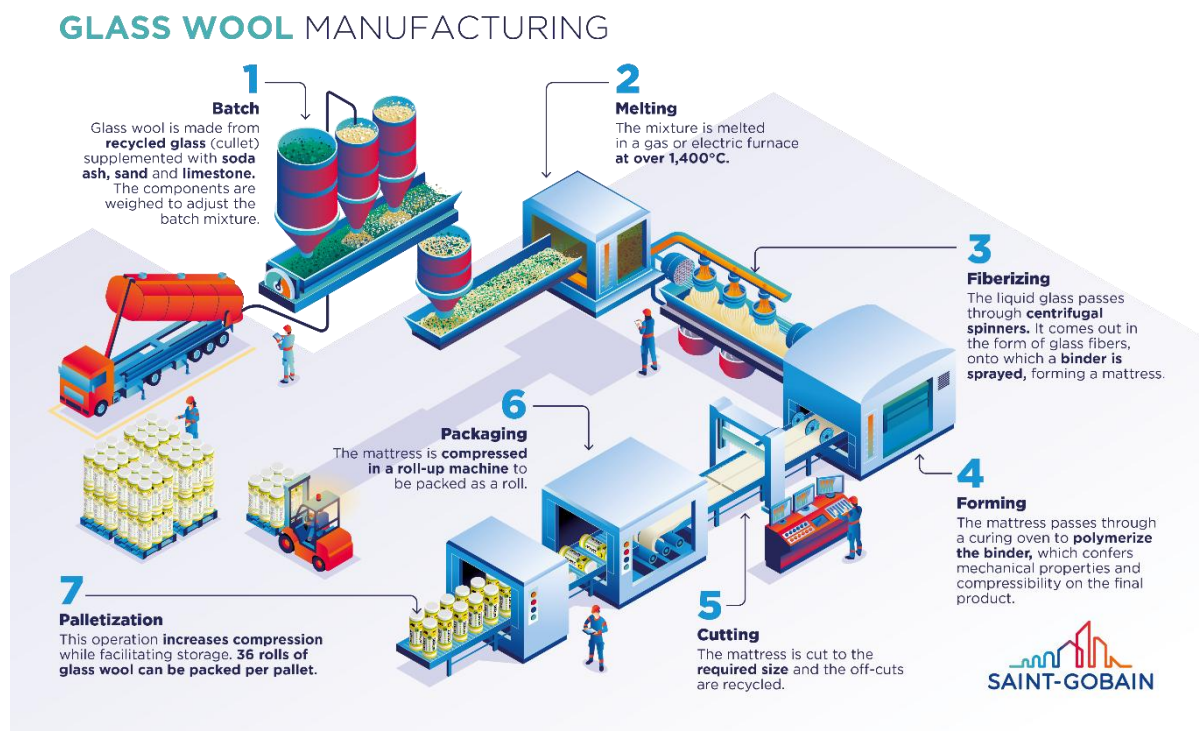 GLASS WOOL MANUFACTURING
1
Batch
Glass wool is made from
recycled glass (cullet)
supplemented with soda
ash, sand and limestone.
The components are
weighed to adjust the
batch mixture.
2
Melting
The mixture is melted
in a gas or electric furnace
at over 1,400°C.
3
Fiberizing
The liquid glass passes
through centrifugal
spinners. It comes out in
the form of glass fibers,
onto which a binder is
sprayed, forming a mattress.
4
Forming
The mattress passes through
a curing oven to polymerize
the binder, which confers
mechanical properties and
compressibility on the final
product.
5
Cutting
The mattress is cut to the
required size and the off-cuts
are recycled.
6
Packaging
The mattress is compressed
in a roll-up machine to
be packed as a roll.
7
Palletization
This operation increases compression
while facilitating storage. 36 rolls of
glass wool can be packed per pallet.
SAINT-GOBAIN